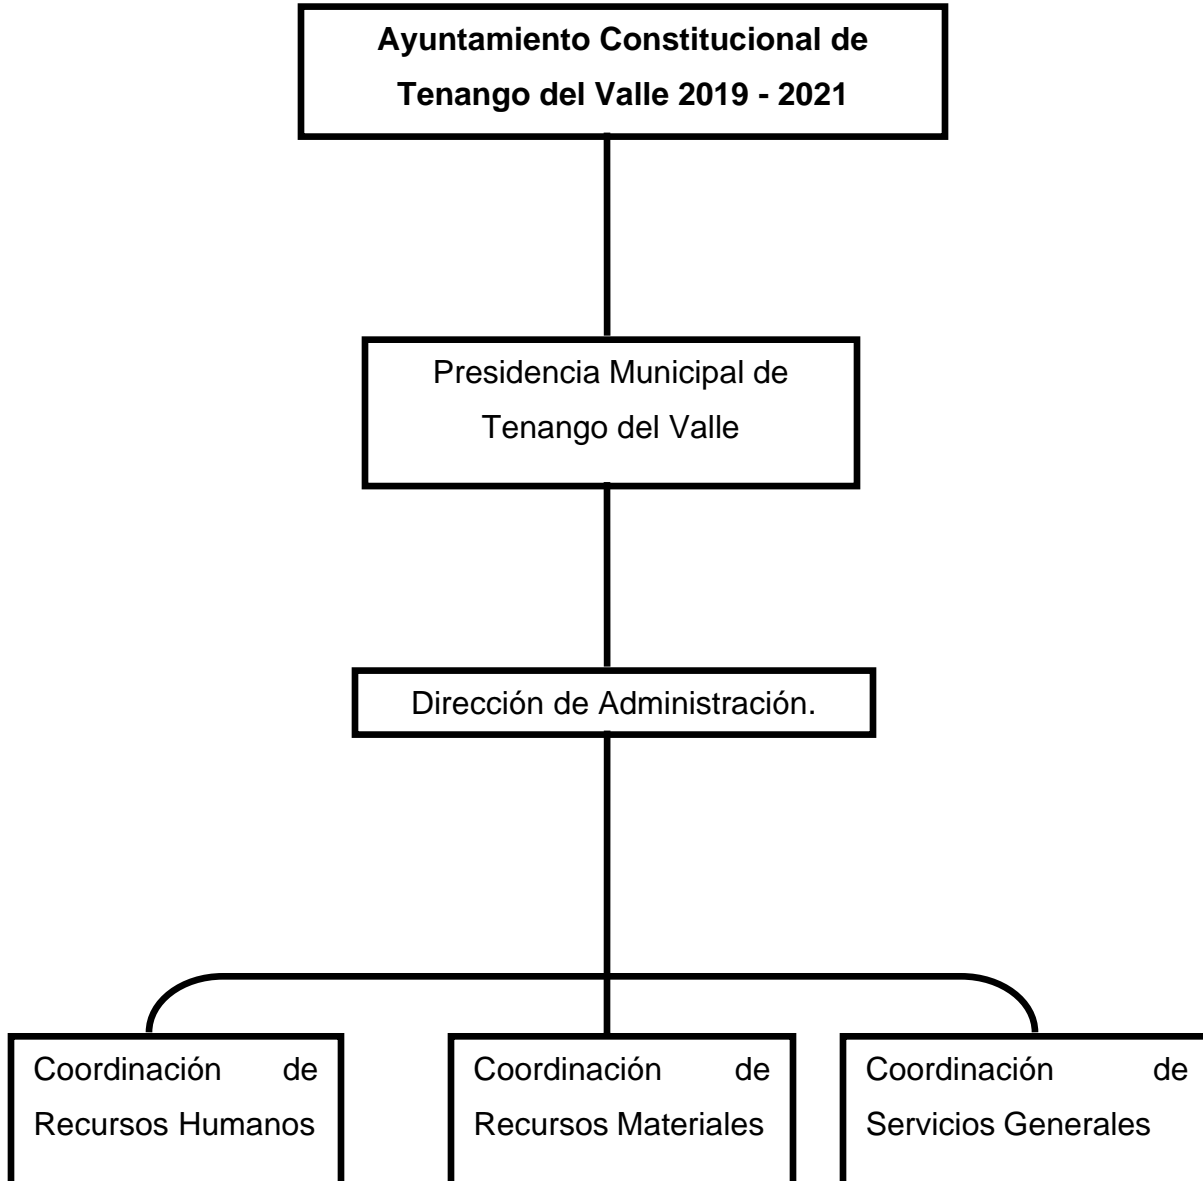 Ayuntamiento Constitucional de
Tenango del Valle 2019 - 2021
Presidencia Municipal de
Tenango del Valle
Dirección de Administración.
Coordinación de
Recursos Humanos
Coordinación de
Recursos Materiales
Coordinación de
Servicios Generales